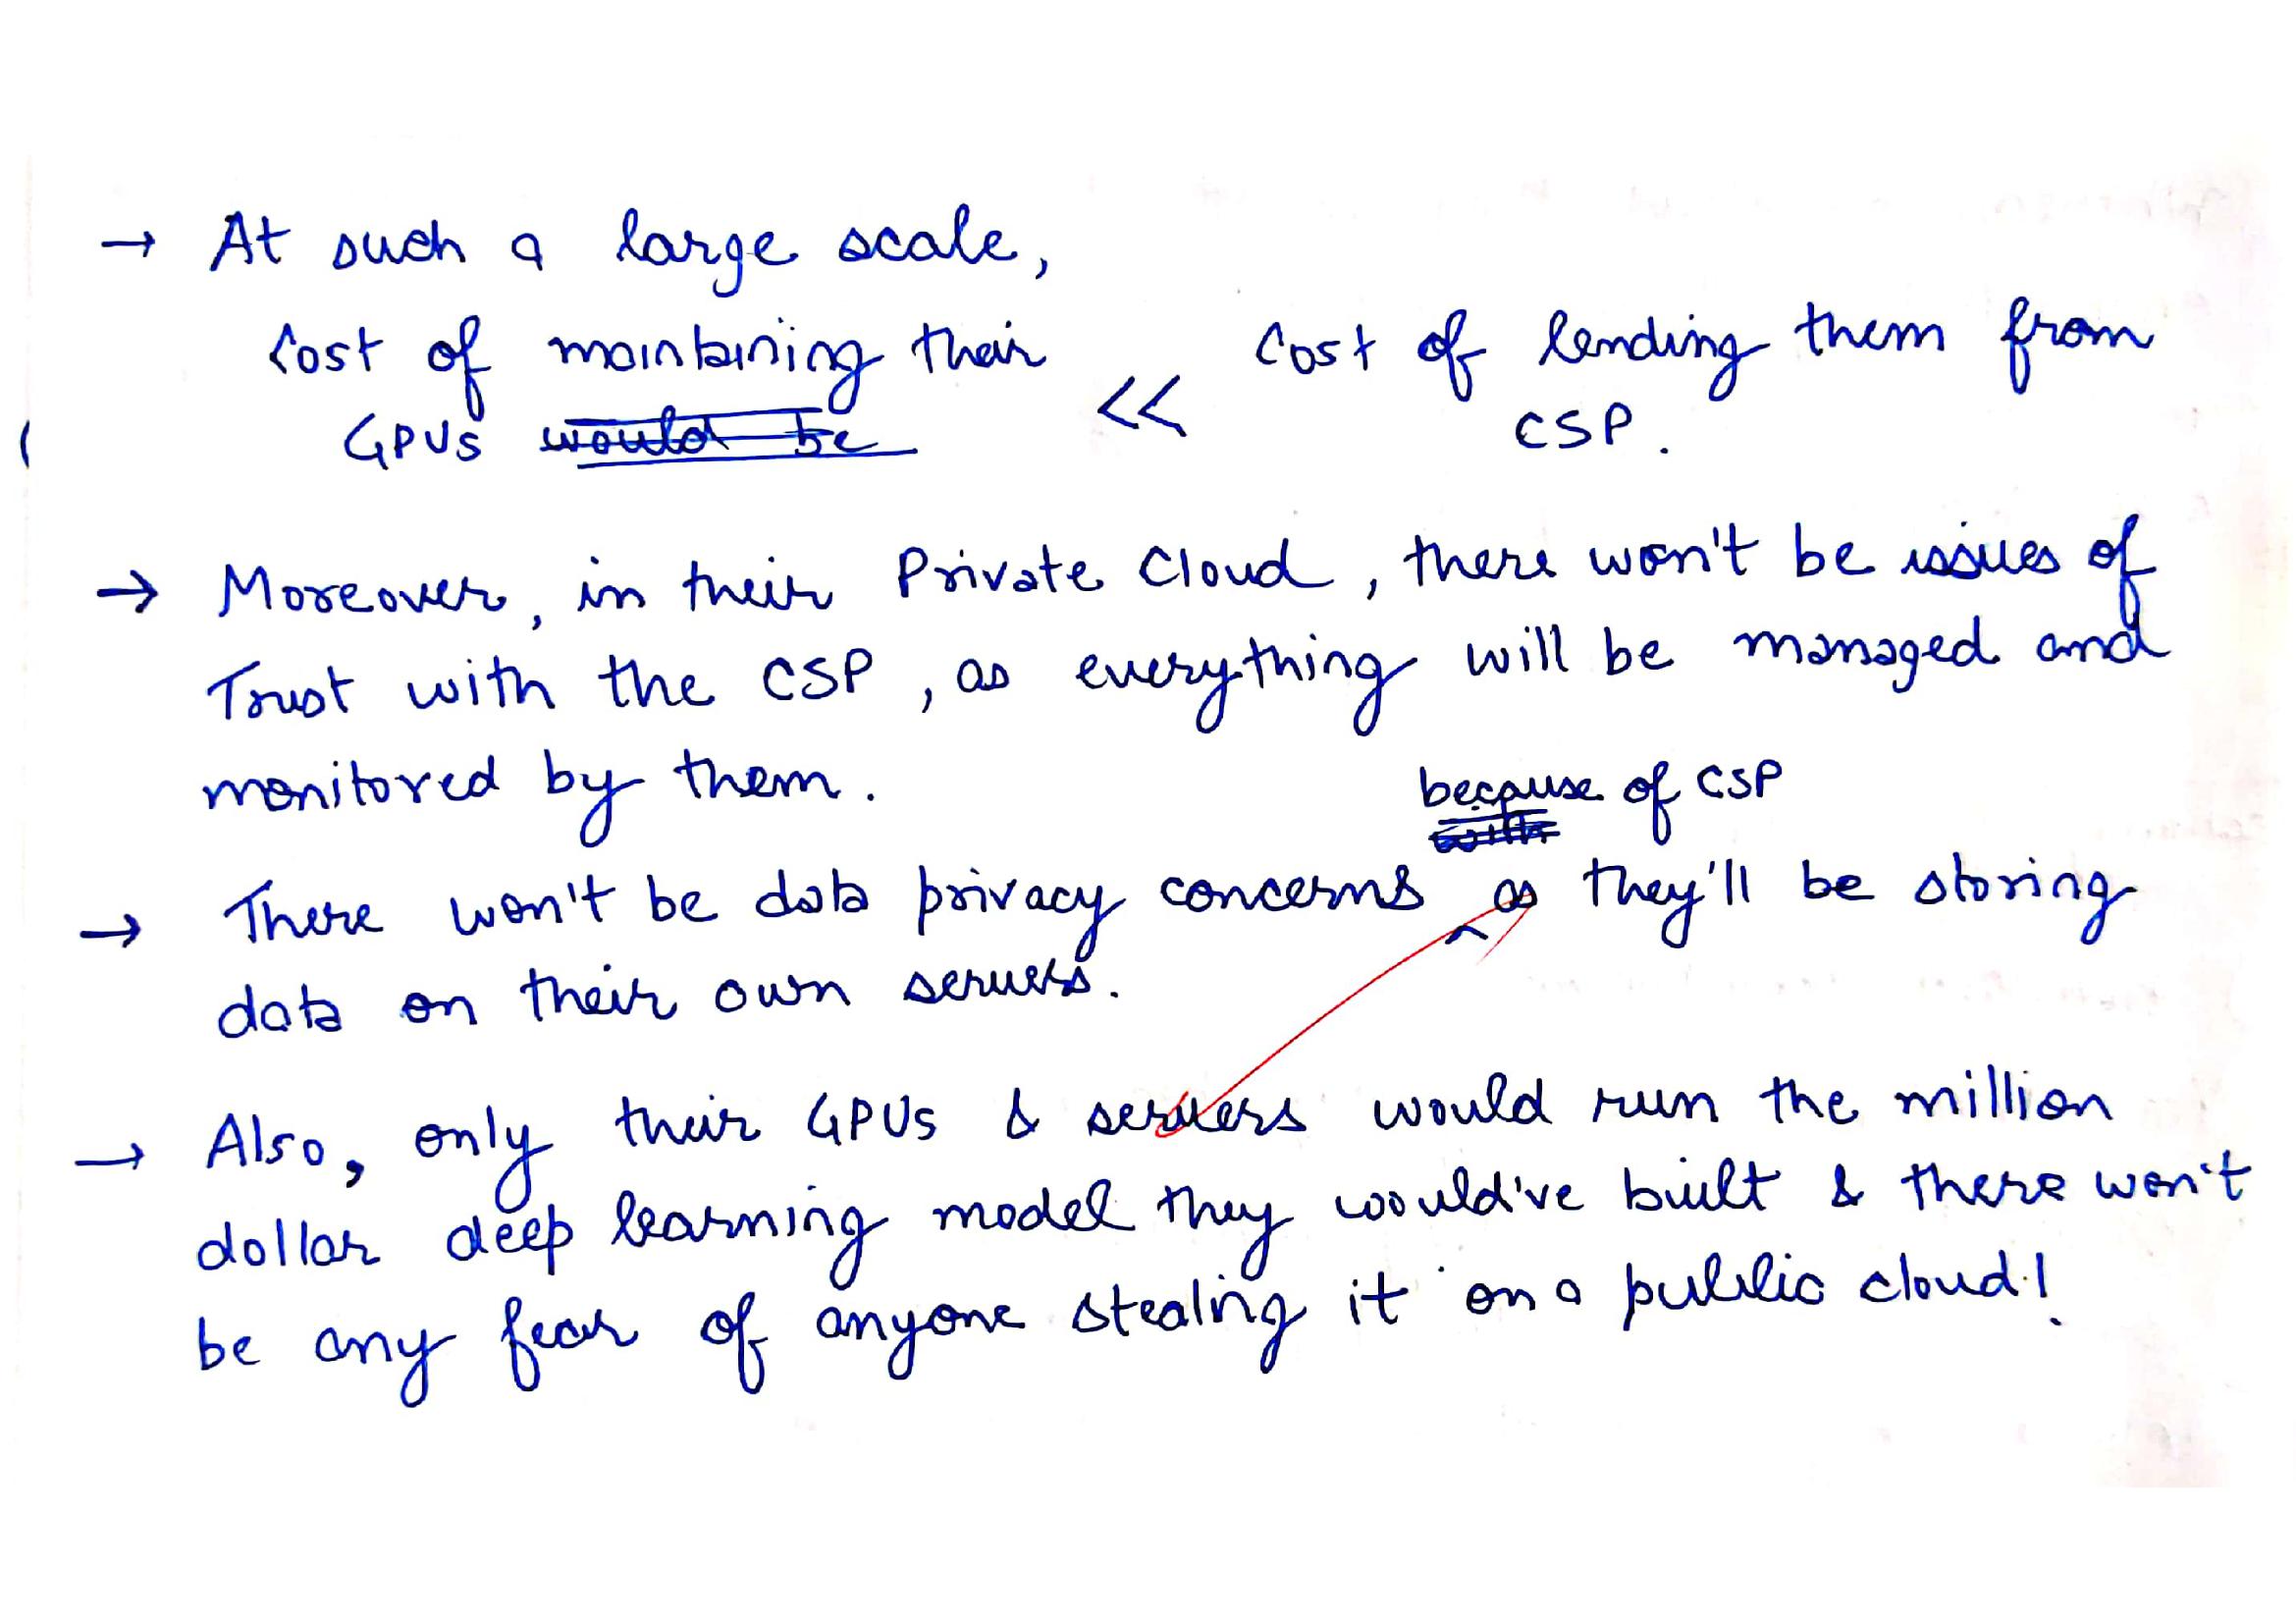 → At such a large scale,
Cost of maintaining their << Cost of lending them from
GPUs ~~would be~~ CSP.
→ Moreover, in their Private Cloud, there won't be issues of
Trust with the CSP, as everything will be managed and
monitored by them.
because of CSP
~~with~~
→ There won't be data privacy concerns ^ as they'll be storing
data on their own servers.
→ Also, only their GPUs & servers would run the million
dollar deep learning model they would've built & there won't
be any fear of anyone stealing it on a public cloud!